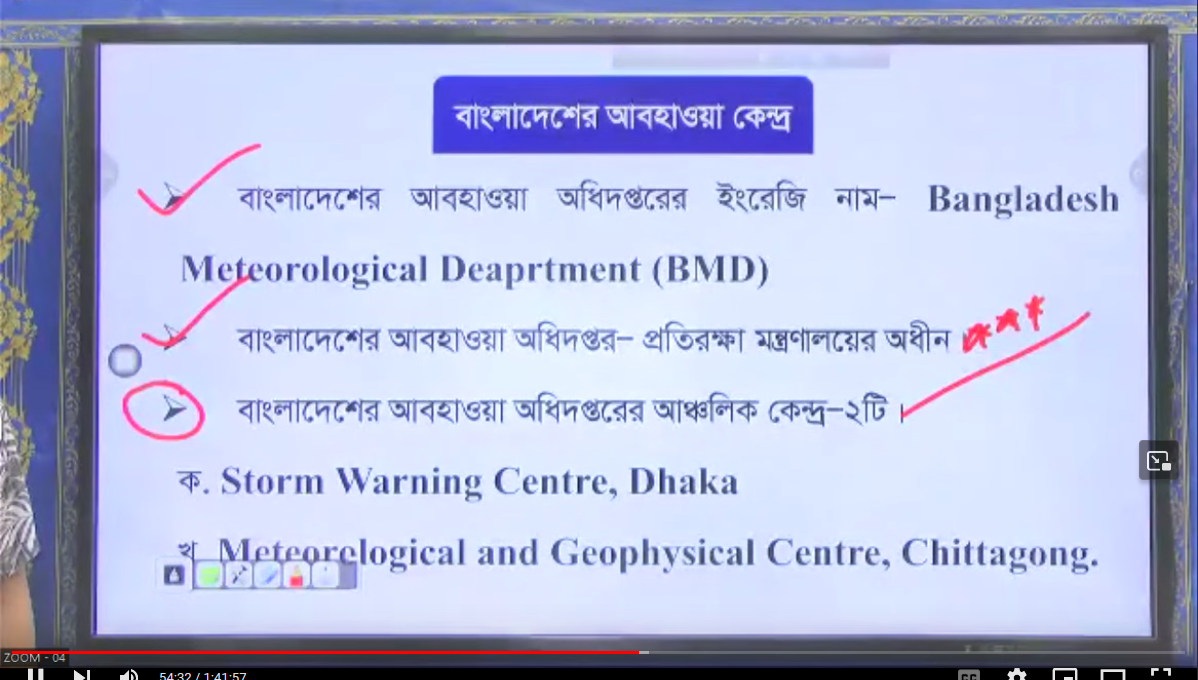 বাংলাদেশের আবহাওয়া কেন্দ্র
বাংলাদেশের আবহাওয়া অধিদপ্তরের ইংরেজি নাম– Bangladesh
Meteorological Deaprtment (BMD)
বাংলাদেশের আবহাওয়া অধিদপ্তর– প্রতিরক্ষা মন্ত্রণালয়ের অধীন
বাংলাদেশের আবহাওয়া অধিদপ্তরের আঞ্চলিক কেন্দ্র–২টি।
ক. Storm Warning Centre, Dhaka
খ. Meteorological and Geophysical Centre, Chittagong.
ZOOM - 04
54:32 / 1:41:57
CC